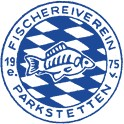 FISCHEREIVEREIN
19 75
e. V.
PARKSTETTEN